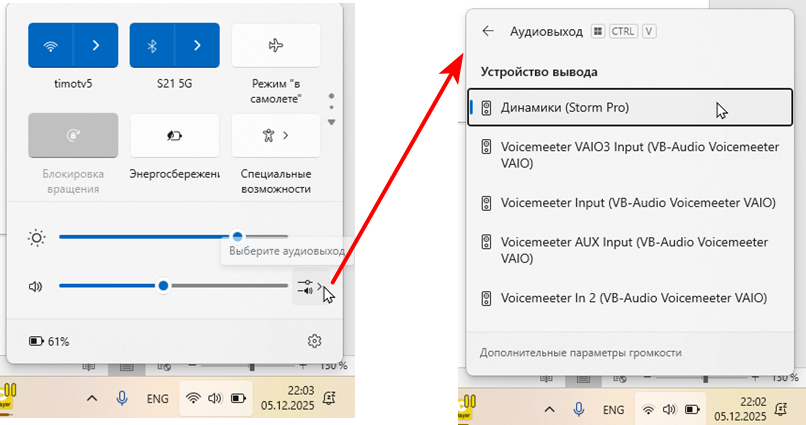 timotv5
S21 5G
Режим "в
самолете"
Блокировка
вращения
Энергосбережени
Специальные
возможности
Выберите аудиовыход
61%
130 %
ENG
22:03
05.12.2025
Аудиовыход CTRL V
Устройство вывода
Динамики (Storm Pro)
Voicemeeter VAIO3 Input (VB-Audio Voicemeeter
VAIO)
Voicemeeter Input (VB-Audio Voicemeeter VAIO)
Voicemeeter AUX Input (VB-Audio Voicemeeter
VAIO)
Voicemeeter In 2 (VB-Audio Voicemeeter VAIO)
Дополнительные параметры громкости
130 %
ENG
22:02
05.12.2025